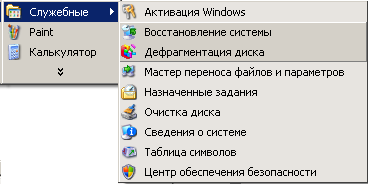 Служебные
Paint
Калькулятор
Активация Windows
Восстановление системы
Дефрагментация диска
Мастер переноса файлов и параметров
Назначенные задания
Очистка диска
Сведения о системе
Таблица символов
Центр обеспечения безопасности